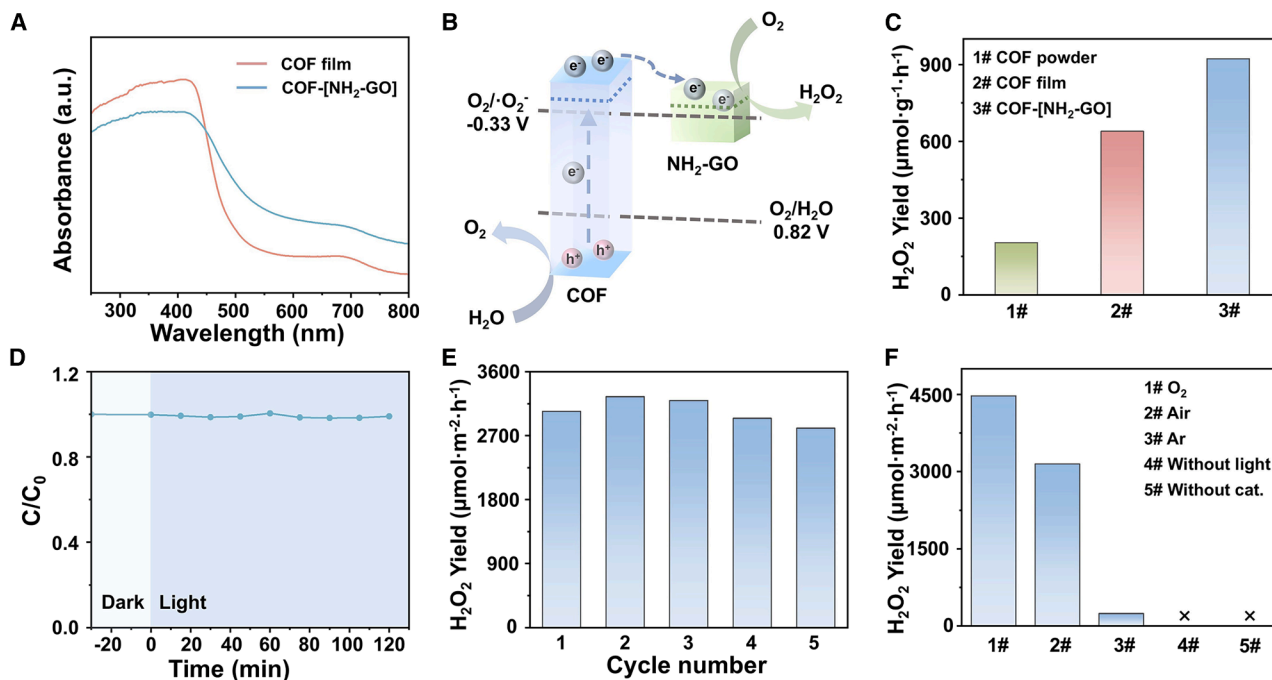 A
COF film
COF-[NH₂-GO]
Absorbance (a.u.)
300 400 500 600 700 800
Wavelength (nm)
B
O₂
e⁻ e⁻
e⁻
e⁻
H₂O₂
O₂/·O₂⁻
-0.33 V
NH₂-GO
e⁻
O₂/H₂O
0.82 V
O₂
h⁺ h⁺
COF
H₂O
C
1# COF powder
2# COF film
3# COF-[NH₂-GO]
H₂O₂ Yield (μmol·g⁻¹·h⁻¹)
900
600
300
0
1# 2# 3#
D
C/C₀
1.2
0.8
0.4
0.0
Dark Light
-20 0 20 40 60 80 100 120
Time (min)
E
H₂O₂ Yield (μmol·m⁻²·h⁻¹)
3600
2700
1800
900
0
1 2 3 4 5
Cycle number
F
H₂O₂ Yield (μmol·m⁻²·h⁻¹)
4500
3000
1500
0
1# O₂
2# Air
3# Ar
4# Without light
5# Without cat.
× ×
1# 2# 3# 4# 5#